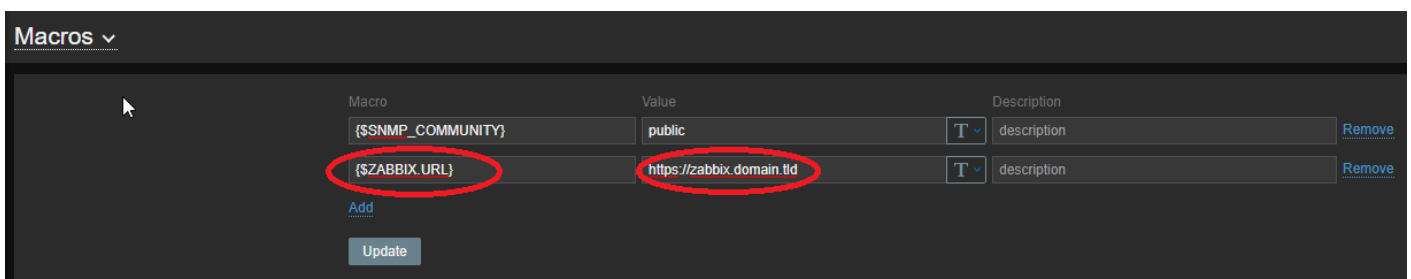 Macros
Macro Value Description
{$SNMP_COMMUNITY} public T description Remove
{$ZABBIX.URL} https://zabbix.domain.tld T description Remove
Add
Update